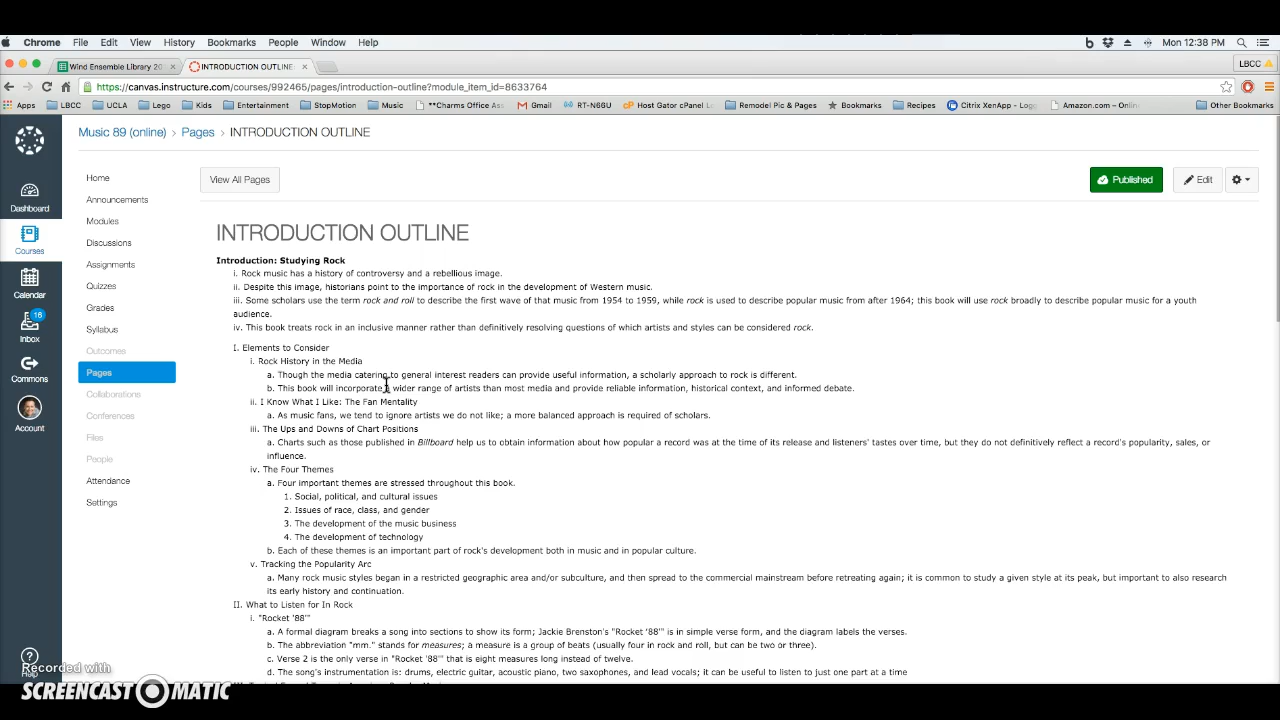 Chrome File Edit View History Bookmarks People Window Help Mon 12:38 PM
Wind Ensemble Library 20 INTRODUCTION OUTLINE LBCC
https://canvas.instructure.com/courses/992465/pages/introduction-outline?module_item_id=8633764
Apps LBCC UCLA Lego Kids Entertainment StopMotion Music **Charms Office Ass Gmail RT-N66U Host Gator cPanel Lo Remodel Pic & Pages Bookmarks Recipes Citrix XenApp - Log Amazon.com – Onlin Other Bookmarks
Music 89 (online) > Pages > INTRODUCTION OUTLINE
Dashboard
Courses
Calendar
16
Inbox
Commons
Account
Help
Home
Announcements
Modules
Discussions
Assignments
Quizzes
Grades
Syllabus
Outcomes
Pages
Collaborations
Conferences
Files
People
Attendance
Settings
View All Pages Published Edit
INTRODUCTION OUTLINE
Introduction: Studying Rock
i. Rock music has a history of controversy and a rebellious image.
ii. Despite this image, historians point to the importance of rock in the development of Western music.
iii. Some scholars use the term rock and roll to describe the first wave of that music from 1954 to 1959, while rock is used to describe popular music from after 1964; this book will use rock broadly to describe popular music for a youth
audience.
iv. This book treats rock in an inclusive manner rather than definitively resolving questions of which artists and styles can be considered rock.
I. Elements to Consider
i. Rock History in the Media
a. Though the media catering to general interest readers can provide useful information, a scholarly approach to rock is different.
b. This book will incorporate a wider range of artists than most media and provide reliable information, historical context, and informed debate.
ii. I Know What I Like: The Fan Mentality
a. As music fans, we tend to ignore artists we do not like; a more balanced approach is required of scholars.
iii. The Ups and Downs of Chart Positions
a. Charts such as those published in Billboard help us to obtain information about how popular a record was at the time of its release and listeners' tastes over time, but they do not definitively reflect a record's popularity, sales, or
influence.
iv. The Four Themes
a. Four important themes are stressed throughout this book.
1. Social, political, and cultural issues
2. Issues of race, class, and gender
3. The development of the music business
4. The development of technology
b. Each of these themes is an important part of rock's development both in music and in popular culture.
v. Tracking the Popularity Arc
a. Many rock music styles began in a restricted geographic area and/or subculture, and then spread to the commercial mainstream before retreating again; it is common to study a given style at its peak, but important to also research
its early history and continuation.
II. What to Listen for In Rock
i. "Rocket '88'"
a. A formal diagram breaks a song into sections to show its form; Jackie Brenston's "Rocket '88'" is in simple verse form, and the diagram labels the verses.
b. The abbreviation "mm." stands for measures; a measure is a group of beats (usually four in rock and roll, but can be two or three).
c. Verse 2 is the only verse in "Rocket '88'" that is eight measures long instead of twelve.
d. The song's instrumentation is: drums, electric guitar, acoustic piano, two saxophones, and lead vocals; it can be useful to listen to just one part at a time
Recorded with
SCREENCAST MATIC